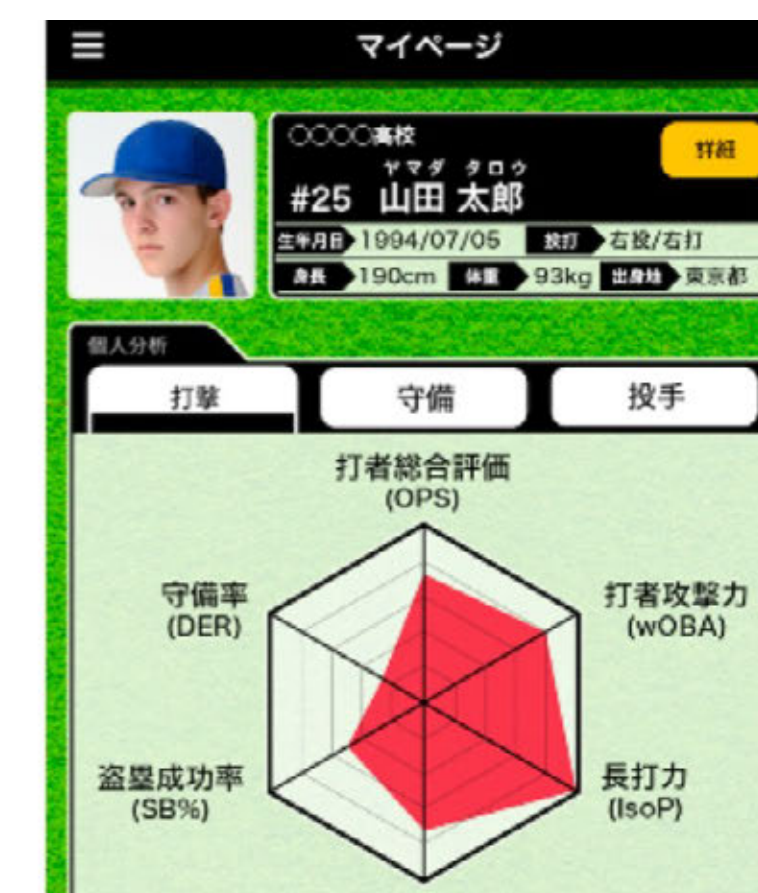 マイページ
○○○○高校
詳細
ヤマダ タロウ
#25 山田 太郎
生年月日 1994/07/05 投打 右投/右打
身長 190cm 体重 93kg 出身地 東京都
個人分析
打撃 守備 投手
打者総合評価
(OPS)
守備率
(DER)
打者攻撃力
(wOBA)
盗塁成功率
(SB%)
長打力
(IsoP)